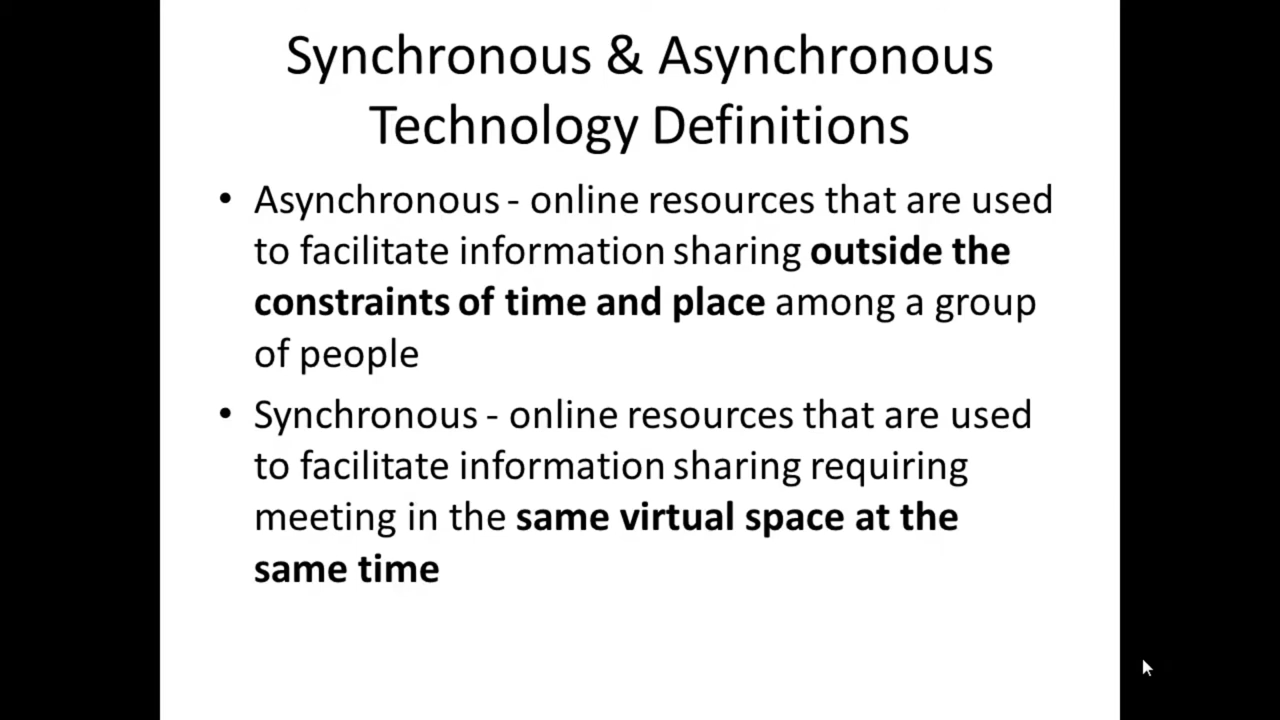 Synchronous & Asynchronous
Technology Definitions
• Asynchronous - online resources that are used
to facilitate information sharing outside the
constraints of time and place among a group
of people
• Synchronous - online resources that are used
to facilitate information sharing requiring
meeting in the same virtual space at the
same time